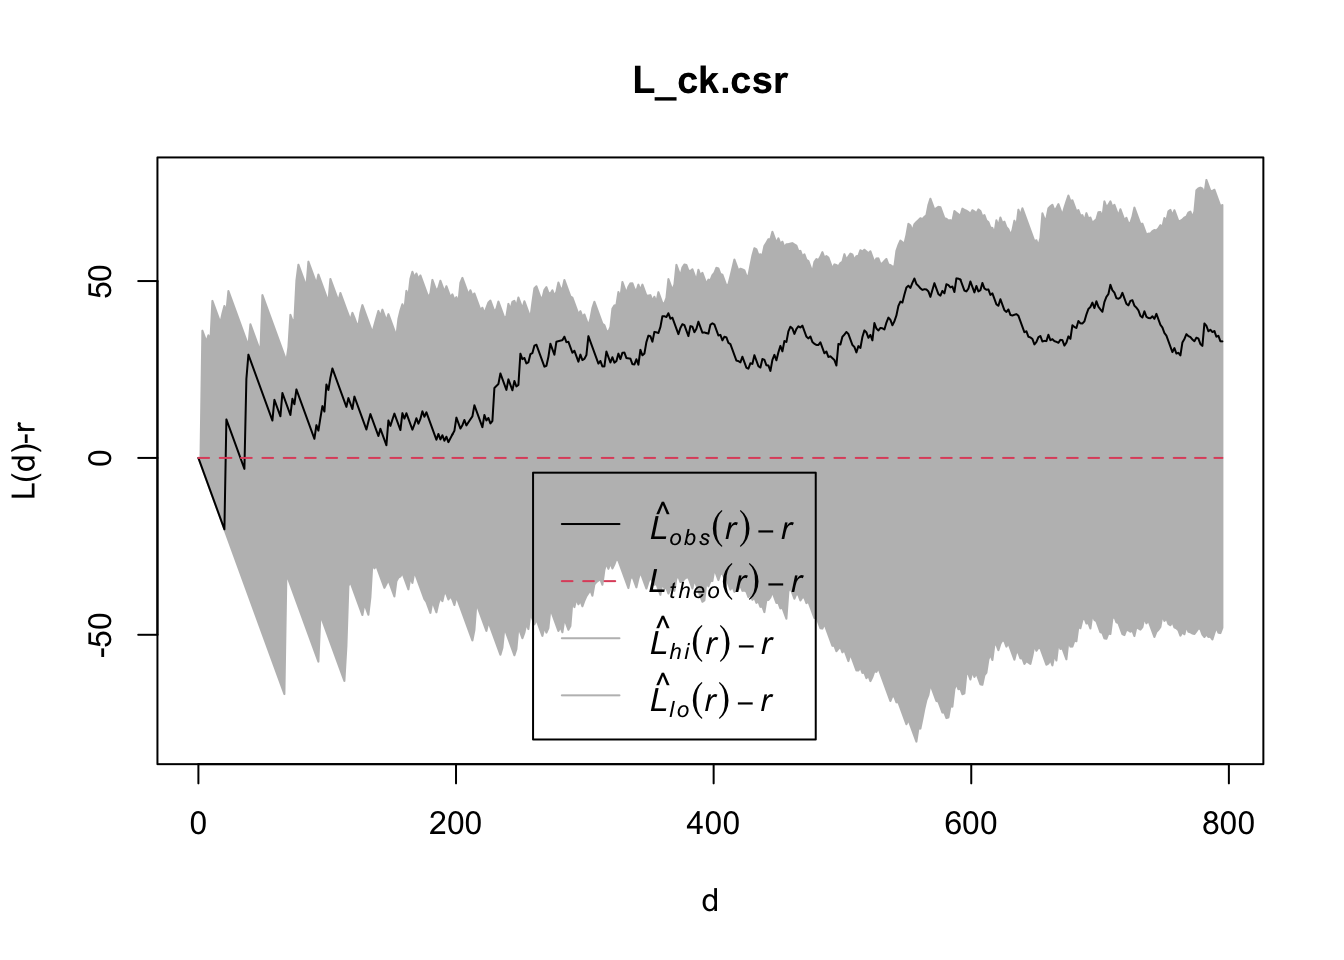 L_ck.csr
L(d)-r
50
0
-50
L̂obs(r) − r
Ltheo(r) − r
L̂hi(r) − r
L̂lo(r) − r
0 200 400 600 800
d